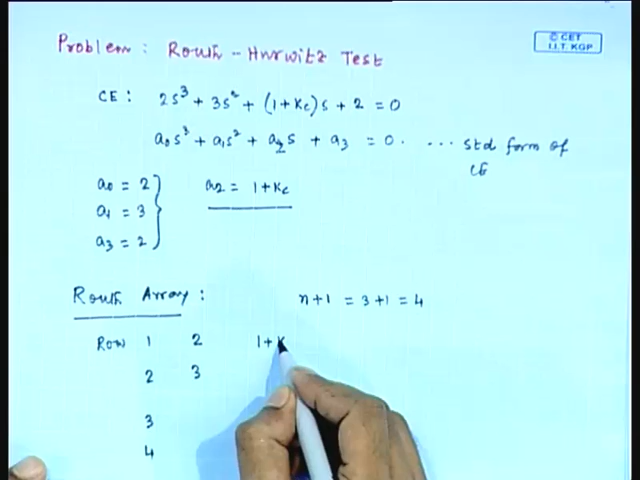 Problem: Routh-Hurwitz Test
© CET
I.I.T. KGP
CE: 2s³ + 3s² + (1+Kc)s + 2 = 0
a₀s³ + a₁s² + a₂s + a₃ = 0. ... std form of
CE
a₀ = 2
a₂ = 1+Kc
a₁ = 3
a₃ = 2
Routh Array:
n+1 = 3+1 = 4
Row 1 2 1+K
2 3
3
4